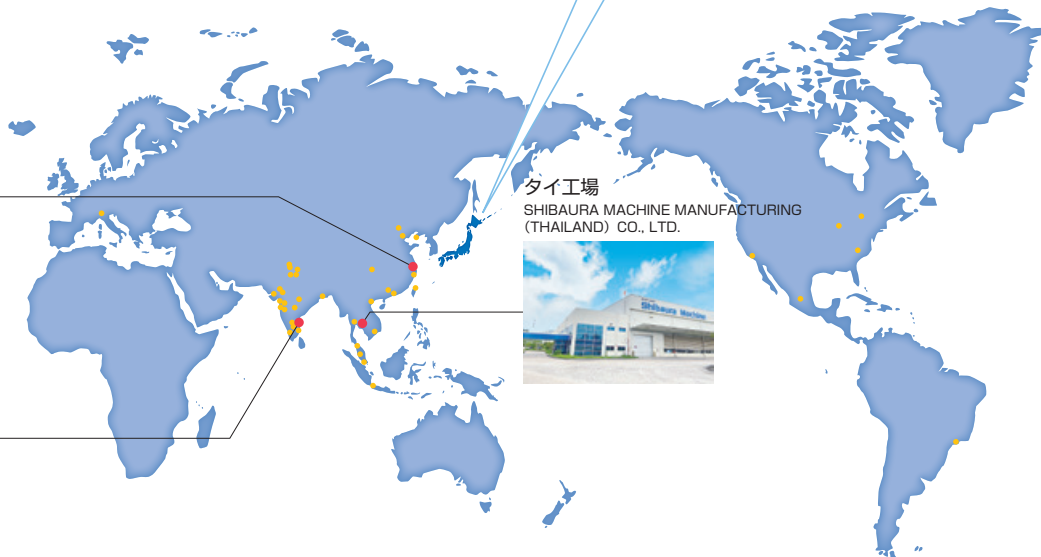 タイ工場
SHIBAURA MACHINE MANUFACTURING
(THAILAND) CO., LTD.
Shibaura Machine